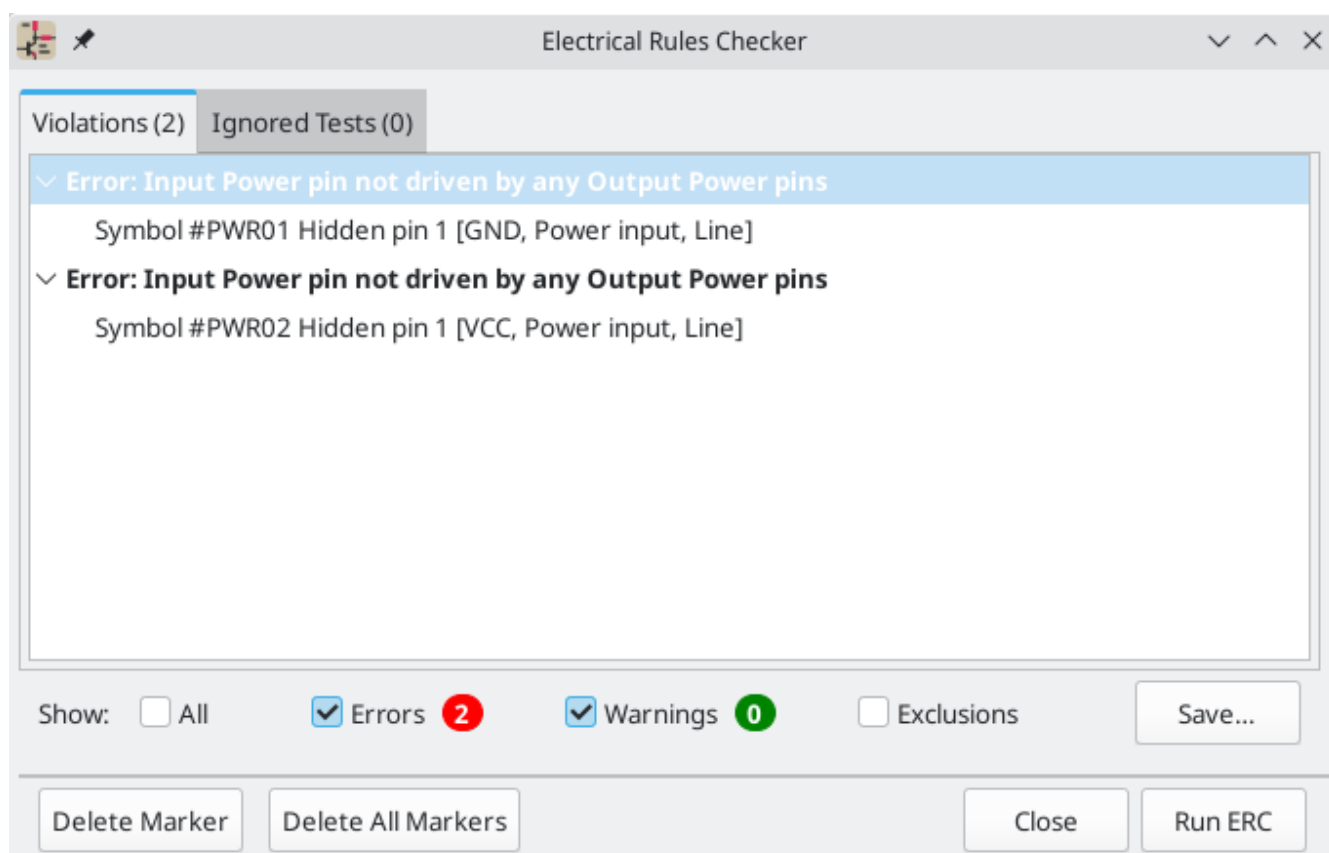 Electrical Rules Checker
Violations (2) Ignored Tests (0)
Error: Input Power pin not driven by any Output Power pins
Symbol #PWR01 Hidden pin 1 [GND, Power input, Line]
Error: Input Power pin not driven by any Output Power pins
Symbol #PWR02 Hidden pin 1 [VCC, Power input, Line]
Show: All Errors 2 Warnings 0 Exclusions Save...
Delete Marker Delete All Markers Close Run ERC